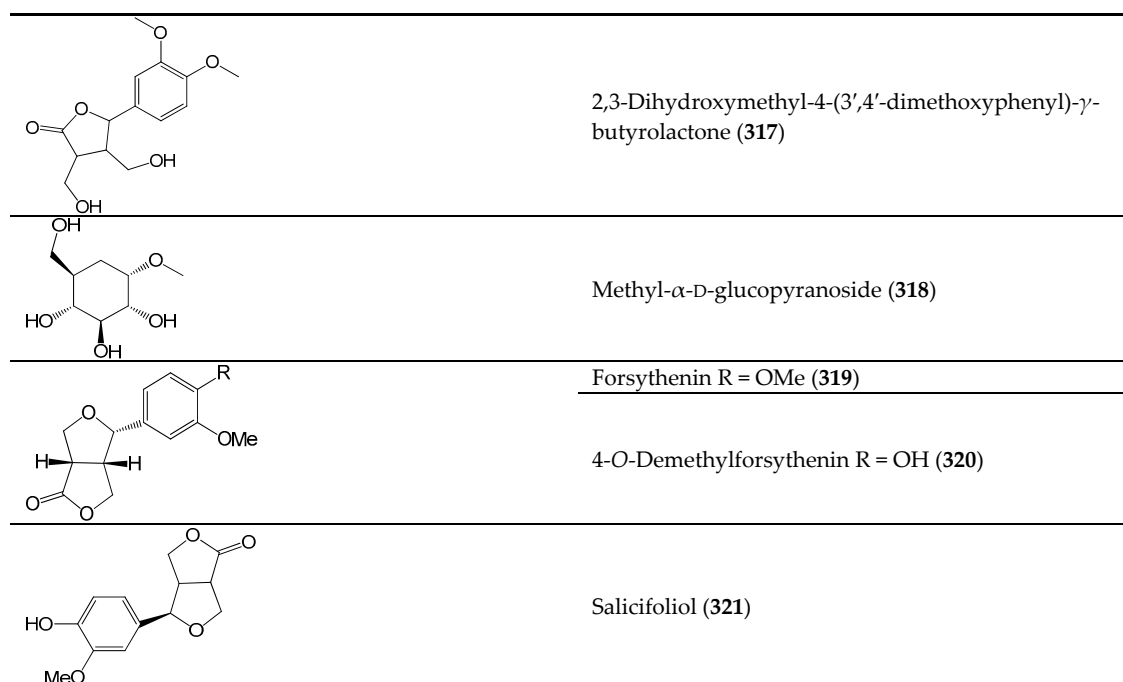 O
O
O
O
OH
OH
2,3-Dihydroxymethyl-4-(3′,4′-dimethoxyphenyl)-γ-
butyrolactone (317)
OH
O
HO
OH
OH
Methyl-α-D-glucopyranoside (318)
R
O
OMe
H
H
O
O
Forsythenin R = OMe (319)
4-O-Demethylforsythenin R = OH (320)
O
O
HO
O
MeO
Salicifoliol (321)